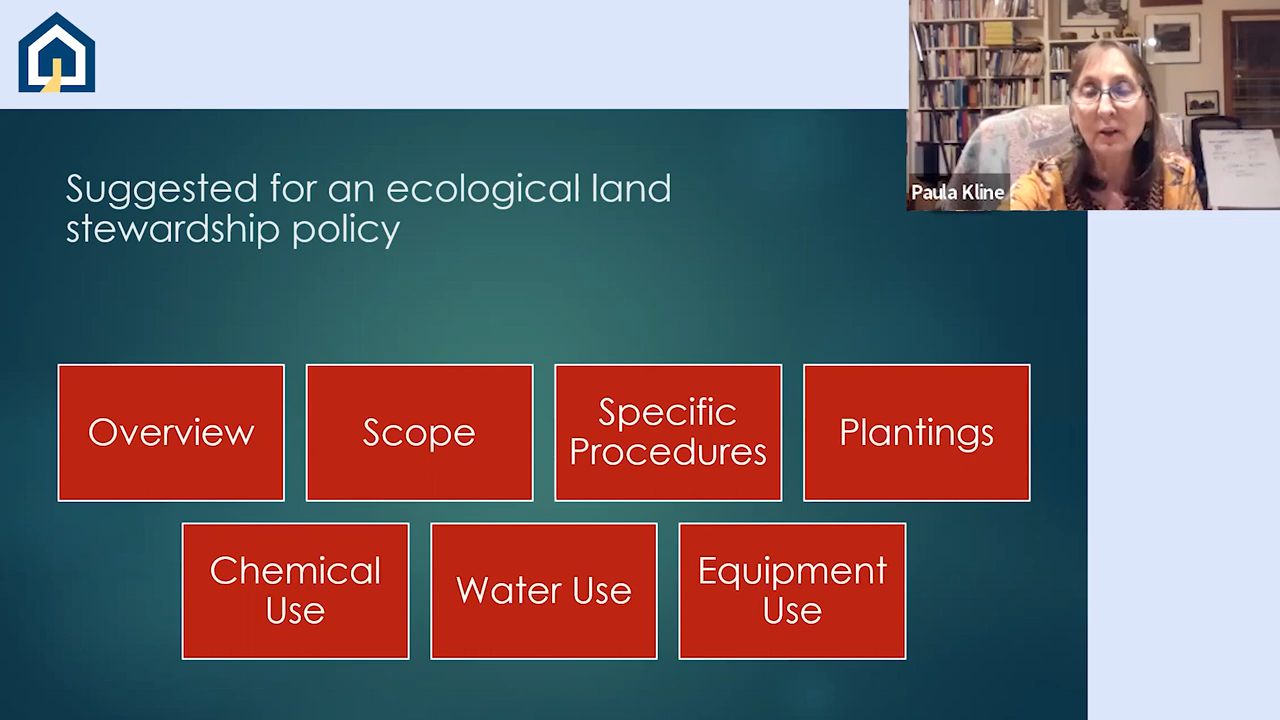 Paula Kline
Suggested for an ecological land
stewardship policy
Overview
Scope
Specific
Procedures
Plantings
Chemical
Use
Water Use
Equipment
Use